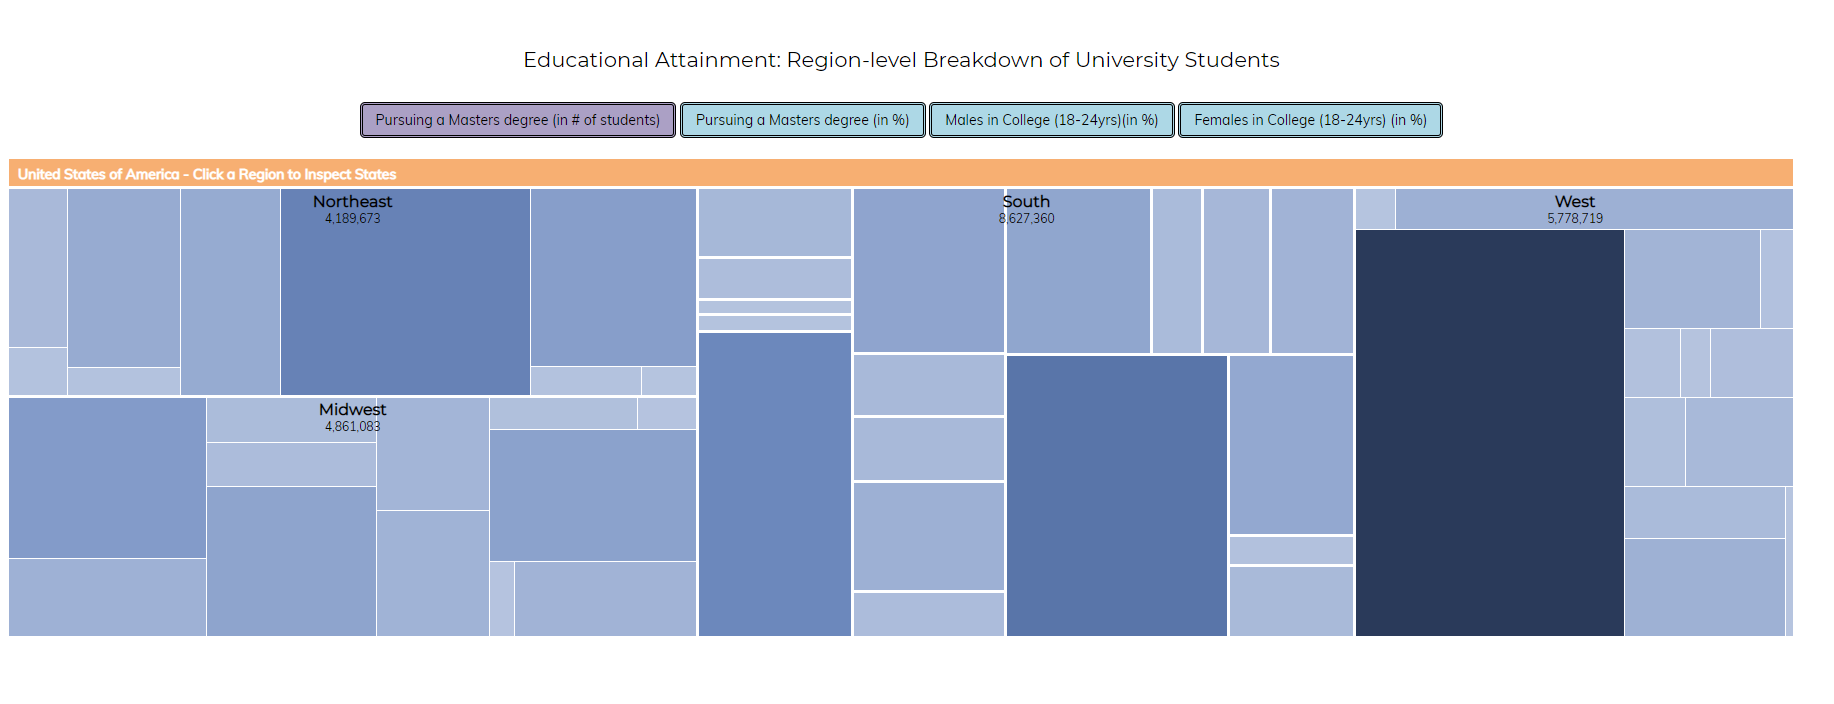 Educational Attainment: Region-level Breakdown of University Students
Pursuing a Masters degree (in # of students)
Pursuing a Masters degree (in %)
Males in College (18-24yrs)(in %)
Females in College (18-24yrs) (in %)
United States of America - Click a Region to Inspect States
Northeast
4,189,673
South
8,627,360
West
5,778,719
Midwest
4,861,083